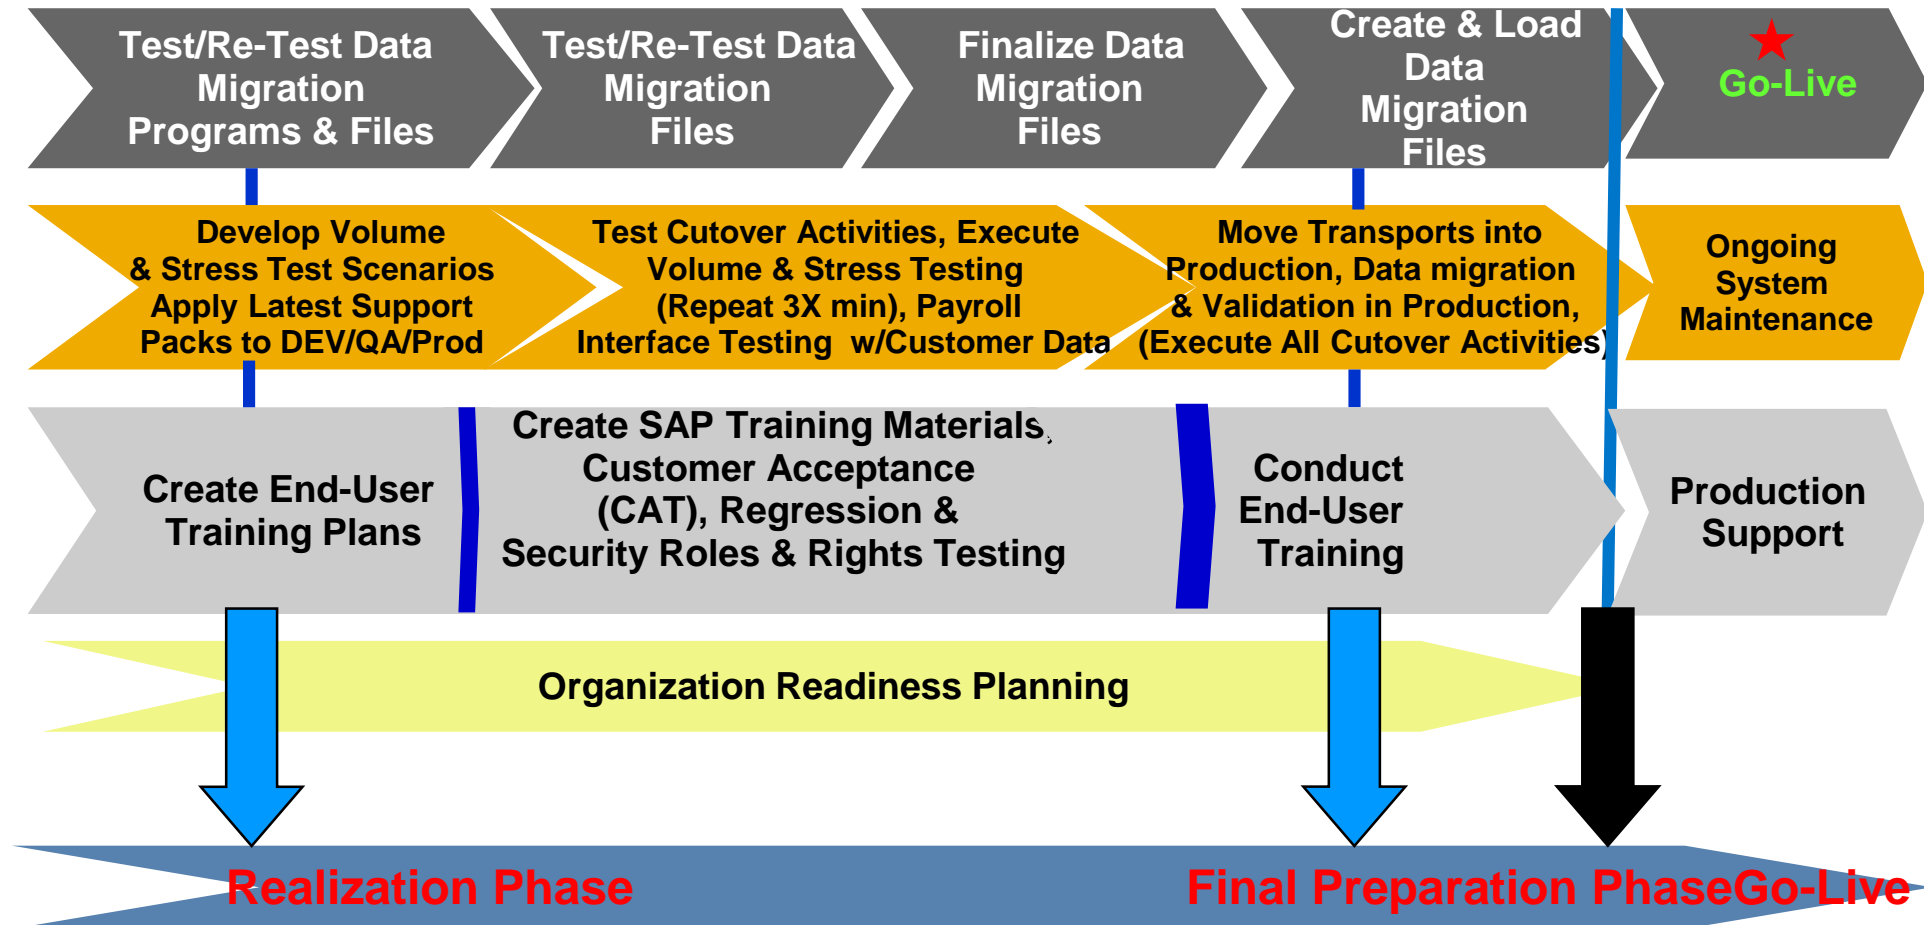 Test/Re-Test Data
Migration
Programs & Files
Test/Re-Test Data
Migration
Files
Finalize Data
Migration
Files
Create & Load
Data
Migration
Files
Go-Live
Develop Volume
& Stress Test Scenarios
Apply Latest Support
Packs to DEV/QA/Prod
Test Cutover Activities, Execute
Volume & Stress Testing
(Repeat 3X min), Payroll
Interface Testing w/Customer Data
Move Transports into
Production, Data migration
& Validation in Production,
(Execute All Cutover Activities)
Ongoing
System
Maintenance
Create End-User
Training Plans
Create SAP Training Materials,
Customer Acceptance
(CAT), Regression &
Security Roles & Rights Testing
Conduct
End-User
Training
Production
Support
Organization Readiness Planning
Realization Phase
Final Preparation Phase
Go-Live